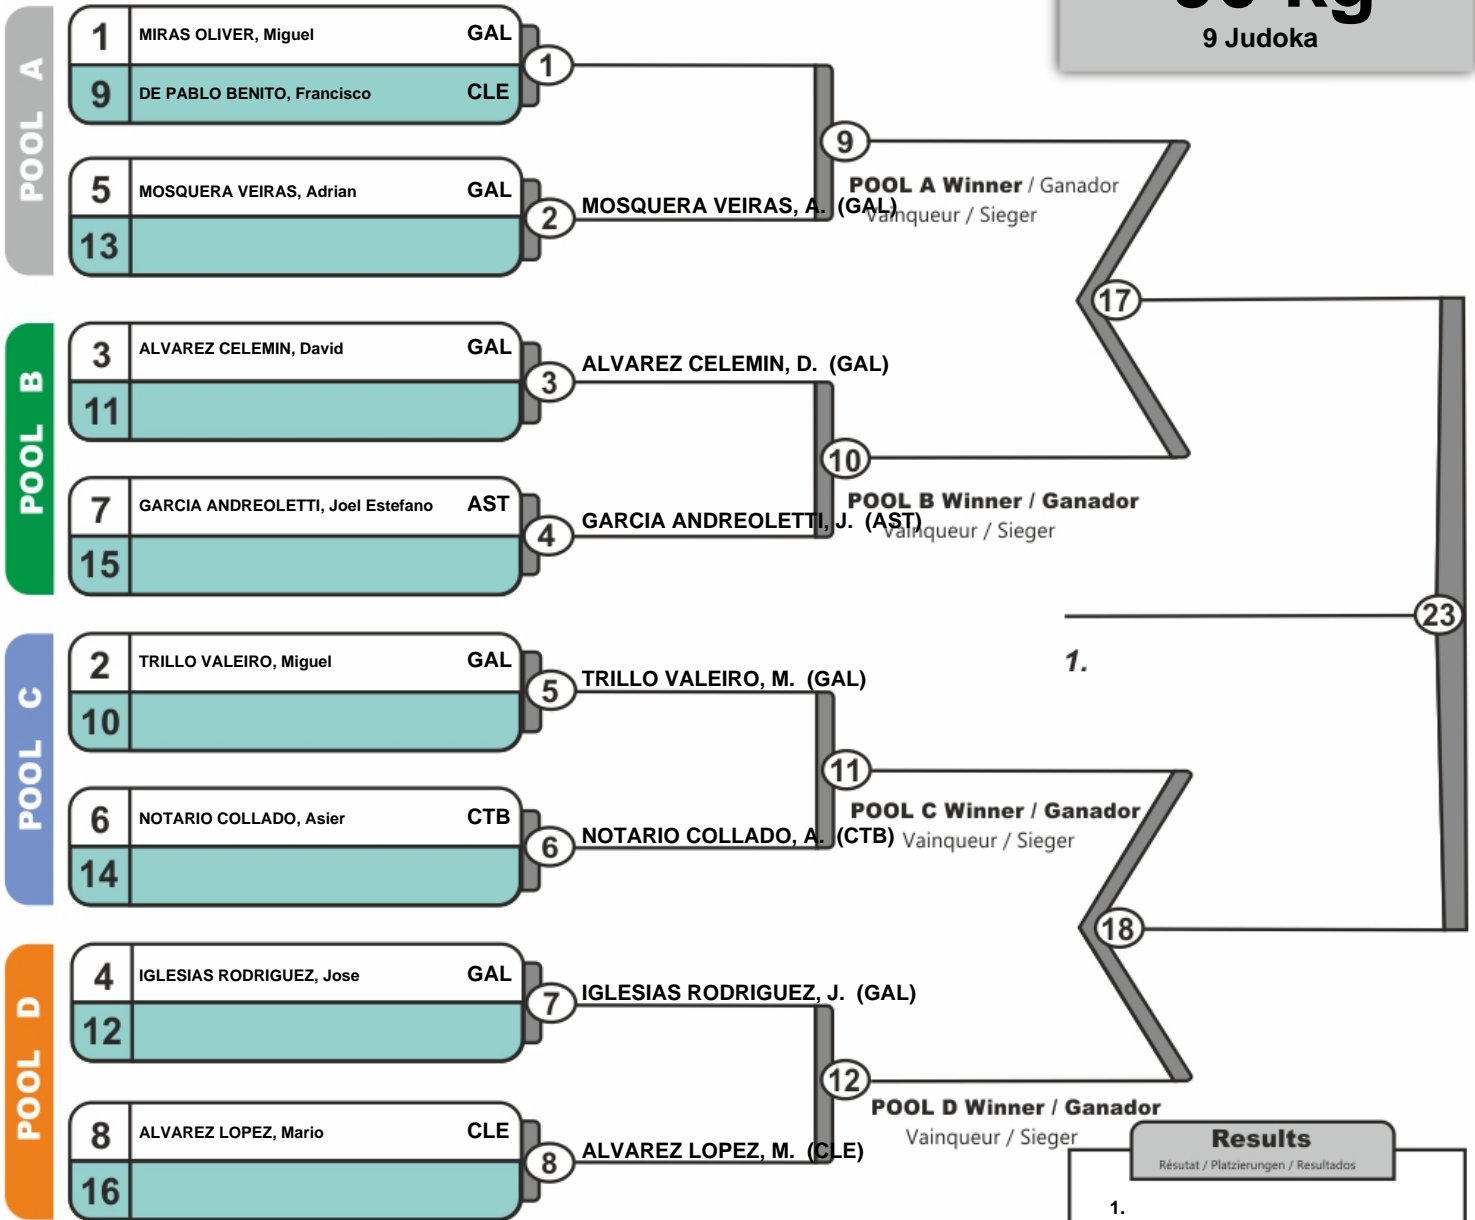 kg
9 Judoka
POOL A
1 MIRAS OLIVER, Miguel GAL
9 DE PABLO BENITO, Francisco CLE
1
5 MOSQUERA VEIRAS, Adrian GAL
13
2
MOSQUERA VEIRAS, A. (GAL)
9
POOL A Winner / Ganador
Vainqueur / Sieger
POOL B
3 ALVAREZ CELEMIN, David GAL
11
3
ALVAREZ CELEMIN, D. (GAL)
7 GARCIA ANDREOLETTI, Joel Estefano AST
15
4
GARCIA ANDREOLETTI, J. (AST)
10
POOL B Winner / Ganador
Vainqueur / Sieger
17
POOL C
2 TRILLO VALEIRO, Miguel GAL
10
5
TRILLO VALEIRO, M. (GAL)
6 NOTARIO COLLADO, Asier CTB
14
6
NOTARIO COLLADO, A. (CTB)
11
POOL C Winner / Ganador
Vainqueur / Sieger
POOL D
4 IGLESIAS RODRIGUEZ, Jose GAL
12
7
IGLESIAS RODRIGUEZ, J. (GAL)
8 ALVAREZ LOPEZ, Mario CLE
16
8
ALVAREZ LOPEZ, M. (CLE)
12
POOL D Winner / Ganador
Vainqueur / Sieger
18
23
1.
Results
Résutat / Platzierungen / Resultados
1.